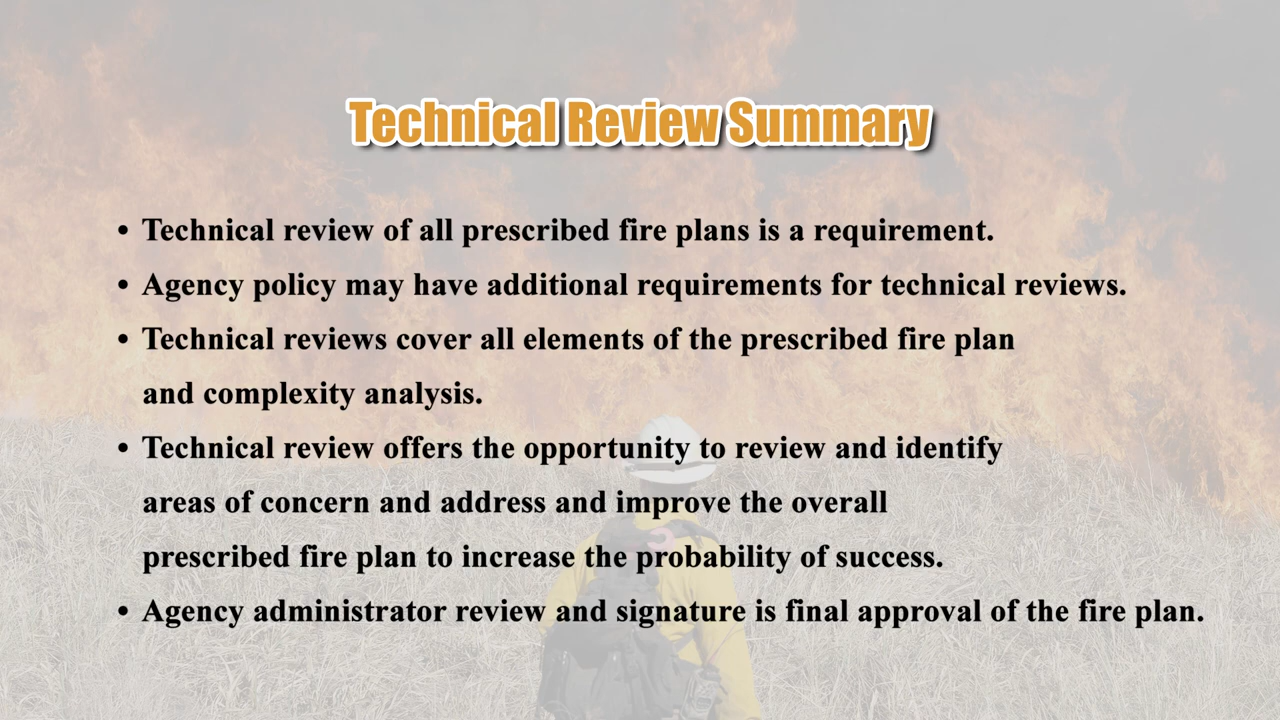 Technical Review Summary
• Technical review of all prescribed fire plans is a requirement.
• Agency policy may have additional requirements for technical reviews.
• Technical reviews cover all elements of the prescribed fire plan
and complexity analysis.
• Technical review offers the opportunity to review and identify
areas of concern and address and improve the overall
prescribed fire plan to increase the probability of success.
• Agency administrator review and signature is final approval of the fire plan.